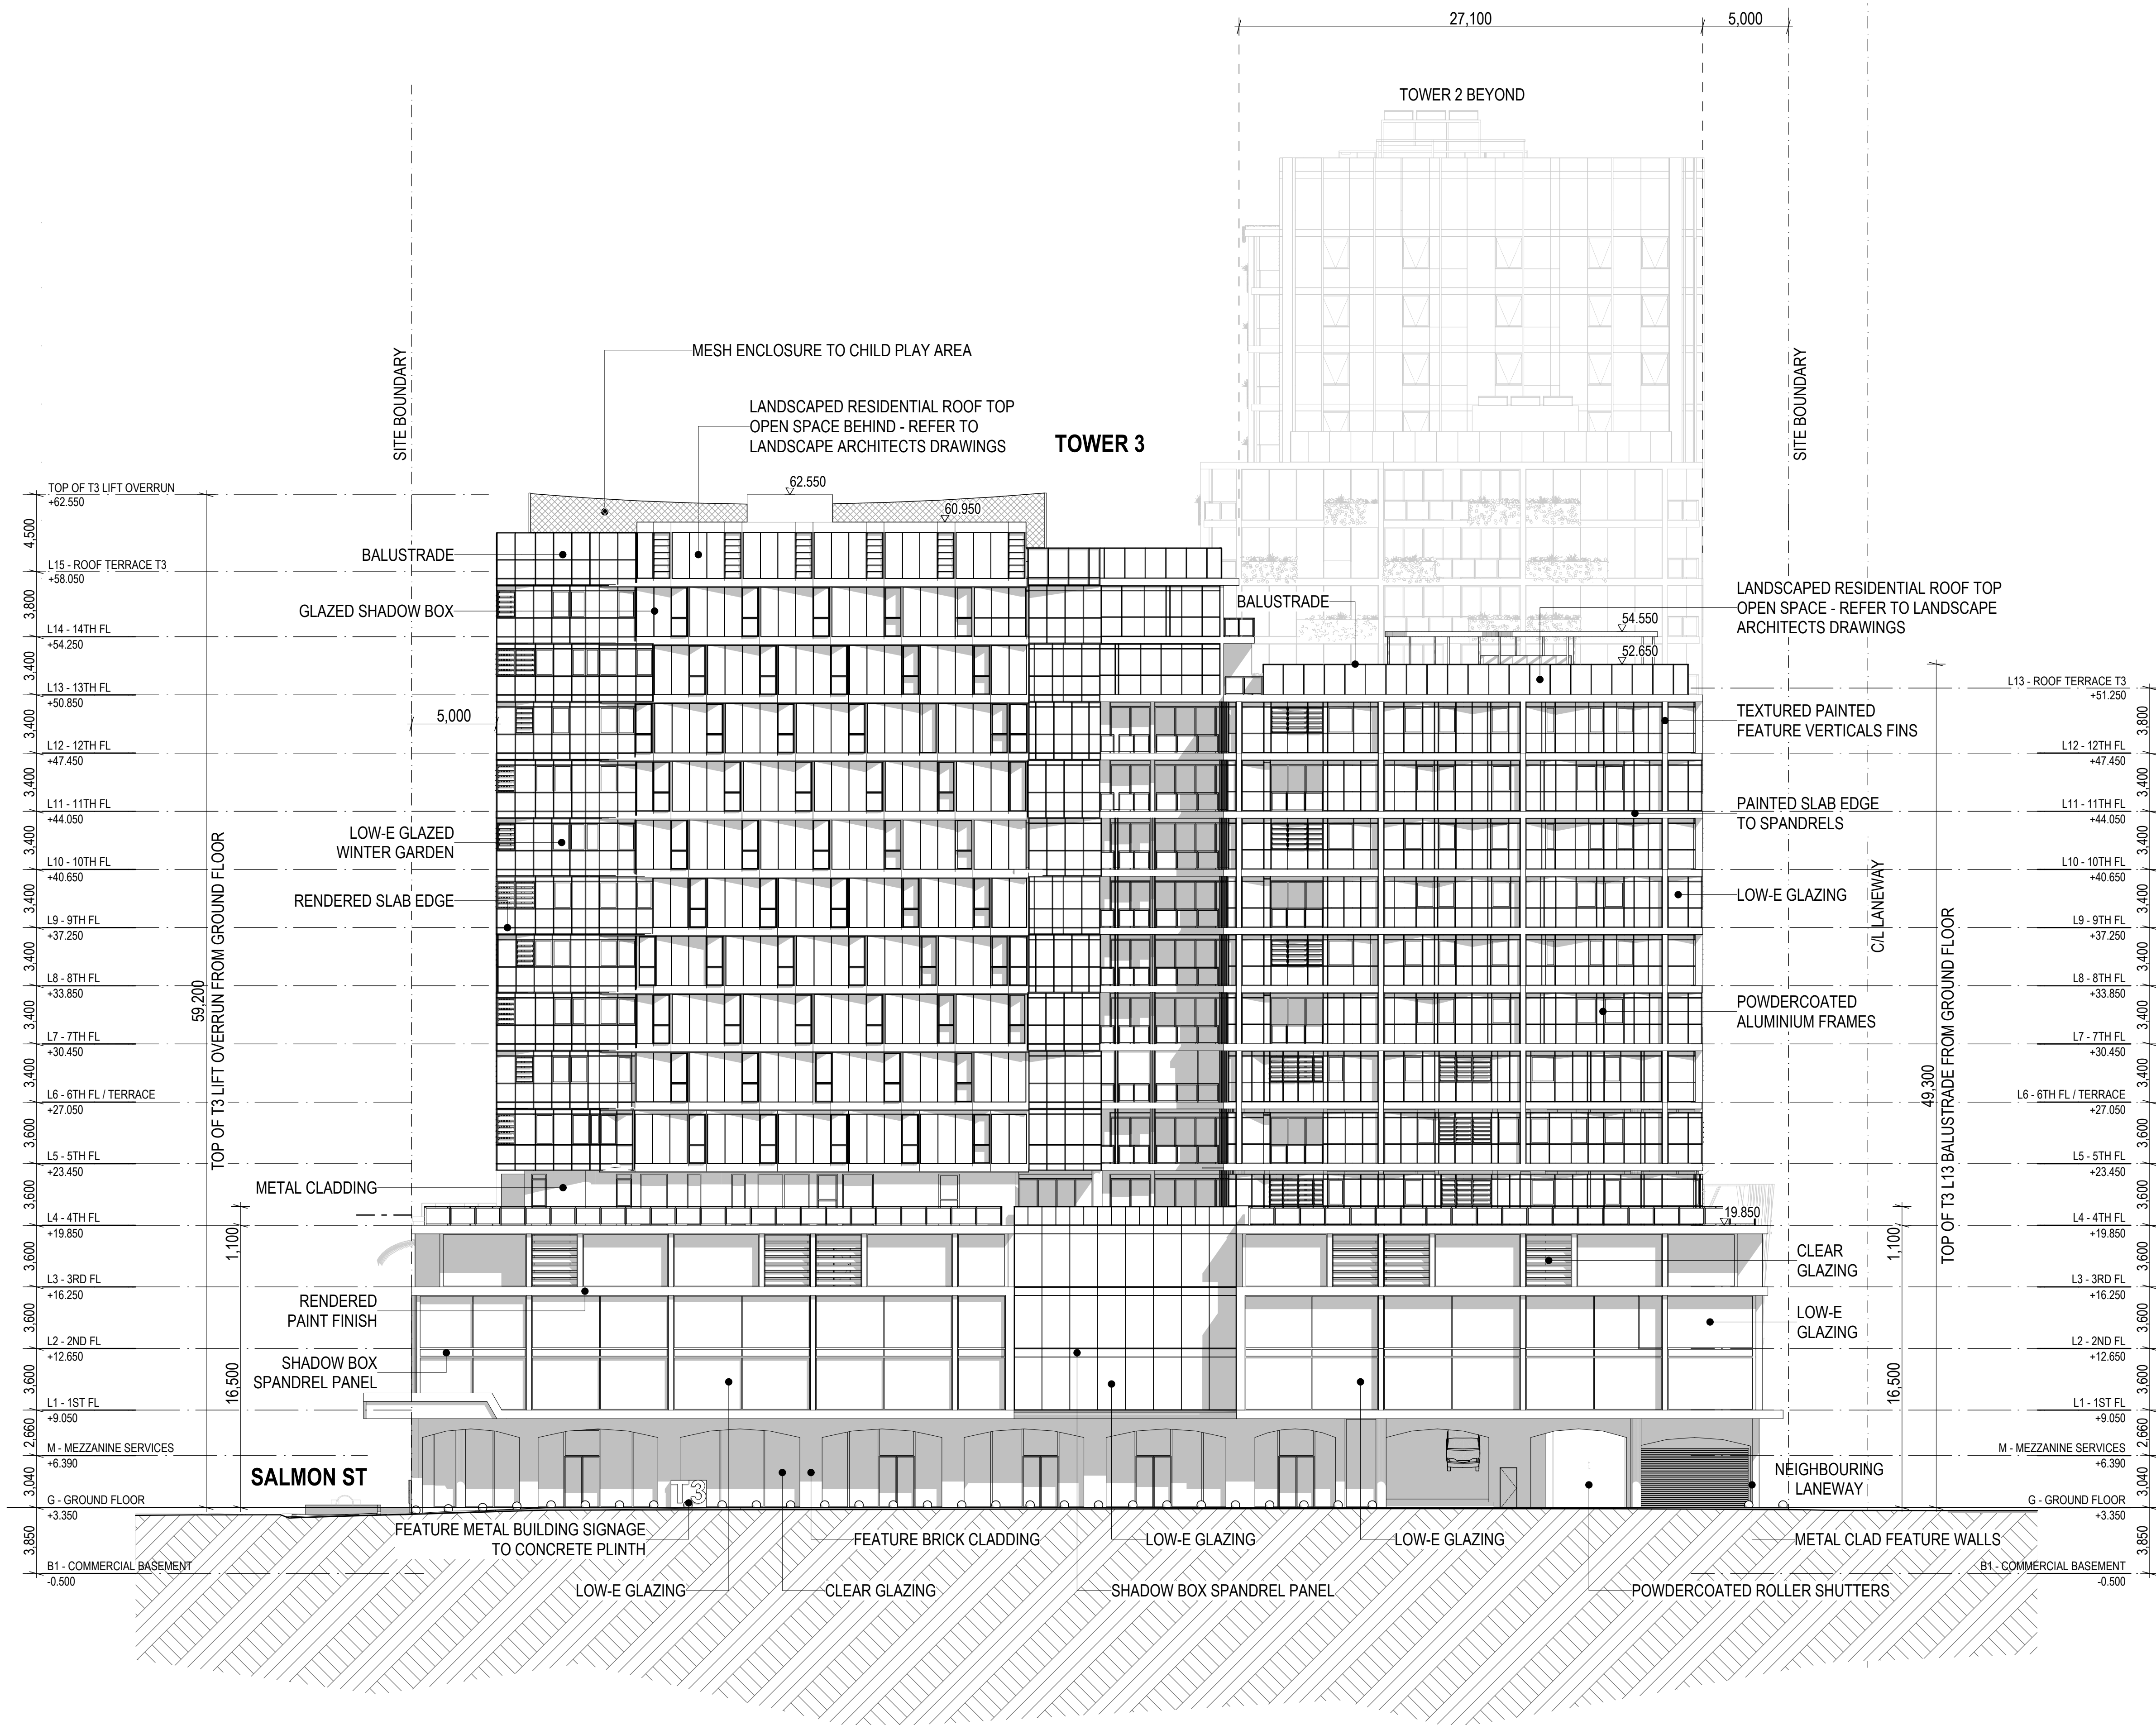 27,100
5,000
TOWER 2 BEYOND
SITE BOUNDARY
SITE BOUNDARY
MESH ENCLOSURE TO CHILD PLAY AREA
LANDSCAPED RESIDENTIAL ROOF TOP
OPEN SPACE BEHIND - REFER TO
LANDSCAPE ARCHITECTS DRAWINGS
TOWER 3
62.550
60.950
54.550
52.650
19.850
5,000
TOP OF T3 LIFT OVERRUN
+62.550
4,500
L15 - ROOF TERRACE T3
+58.050
3,800
L14 - 14TH FL
+54.250
3,400
L13 - 13TH FL
+50.850
3,400
L12 - 12TH FL
+47.450
3,400
L11 - 11TH FL
+44.050
3,400
L10 - 10TH FL
+40.650
3,400
L9 - 9TH FL
+37.250
3,400
L8 - 8TH FL
+33.850
3,400
L7 - 7TH FL
+30.450
3,400
L6 - 6TH FL / TERRACE
+27.050
3,600
L5 - 5TH FL
+23.450
3,600
L4 - 4TH FL
+19.850
3,600
L3 - 3RD FL
+16.250
3,600
L2 - 2ND FL
+12.650
3,600
L1 - 1ST FL
+9.050
2,660
M - MEZZANINE SERVICES
+6.390
3,040
G - GROUND FLOOR
+3.350
3,850
B1 - COMMERCIAL BASEMENT
-0.500
59,200
TOP OF T3 LIFT OVERRUN FROM GROUND FLOOR
1,100
16,500
BALUSTRADE
GLAZED SHADOW BOX
LOW-E GLAZED
WINTER GARDEN
RENDERED SLAB EDGE
METAL CLADDING
RENDERED
PAINT FINISH
SHADOW BOX
SPANDREL PANEL
SALMON ST
T3
FEATURE METAL BUILDING SIGNAGE
TO CONCRETE PLINTH
FEATURE BRICK CLADDING
LOW-E GLAZING
LOW-E GLAZING
METAL CLAD FEATURE WALLS
LOW-E GLAZING
CLEAR GLAZING
SHADOW BOX SPANDREL PANEL
POWDERCOATED ROLLER SHUTTERS
BALUSTRADE
LANDSCAPED RESIDENTIAL ROOF TOP
OPEN SPACE - REFER TO LANDSCAPE
ARCHITECTS DRAWINGS
TEXTURED PAINTED
FEATURE VERTICALS FINS
PAINTED SLAB EDGE
TO SPANDRELS
LOW-E GLAZING
POWDERCOATED
ALUMINIUM FRAMES
CLEAR
GLAZING
LOW-E
GLAZING
NEIGHBOURING
LANEWAY
C/L LANEWAY
1,100
16,500
49,300
TOP OF T3 L13 BALUSTRADE FROM GROUND FLOOR
L13 - ROOF TERRACE T3
+51.250
3,800
L12 - 12TH FL
+47.450
3,400
L11 - 11TH FL
+44.050
3,400
L10 - 10TH FL
+40.650
3,400
L9 - 9TH FL
+37.250
3,400
L8 - 8TH FL
+33.850
3,400
L7 - 7TH FL
+30.450
3,400
L6 - 6TH FL / TERRACE
+27.050
3,600
L5 - 5TH FL
+23.450
3,600
L4 - 4TH FL
+19.850
3,600
L3 - 3RD FL
+16.250
3,600
L2 - 2ND FL
+12.650
3,600
L1 - 1ST FL
+9.050
2,660
M - MEZZANINE SERVICES
+6.390
3,040
G - GROUND FLOOR
+3.350
3,850
B1 - COMMERCIAL BASEMENT
-0.500